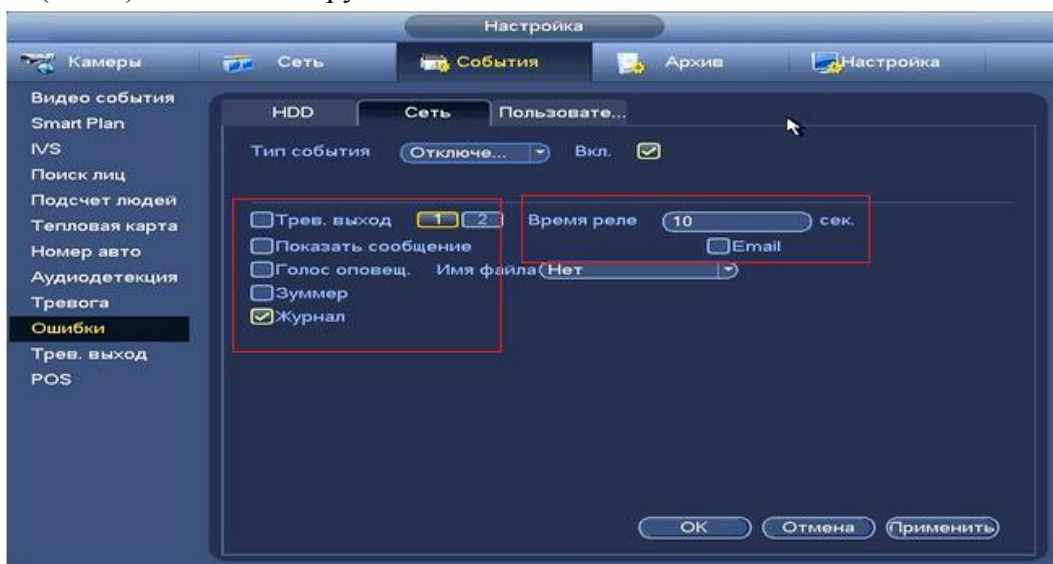 Настройка
Камеры Сеть События Архив Настройка
Видео события
Smart Plan
IVS
Поиск лиц
Подсчет людей
Тепловая карта
Номер авто
Аудиодетекция
Тревога
Ошибки
Трев. выход
POS
HDD Сеть Пользовате...
Тип события Отключе... Вкл.
Трев. выход 1 2 Время реле 10 сек.
Показать сообщение Email
Голос оповещ. Имя файла Нет
Зуммер
Журнал
OK Отмена Применить